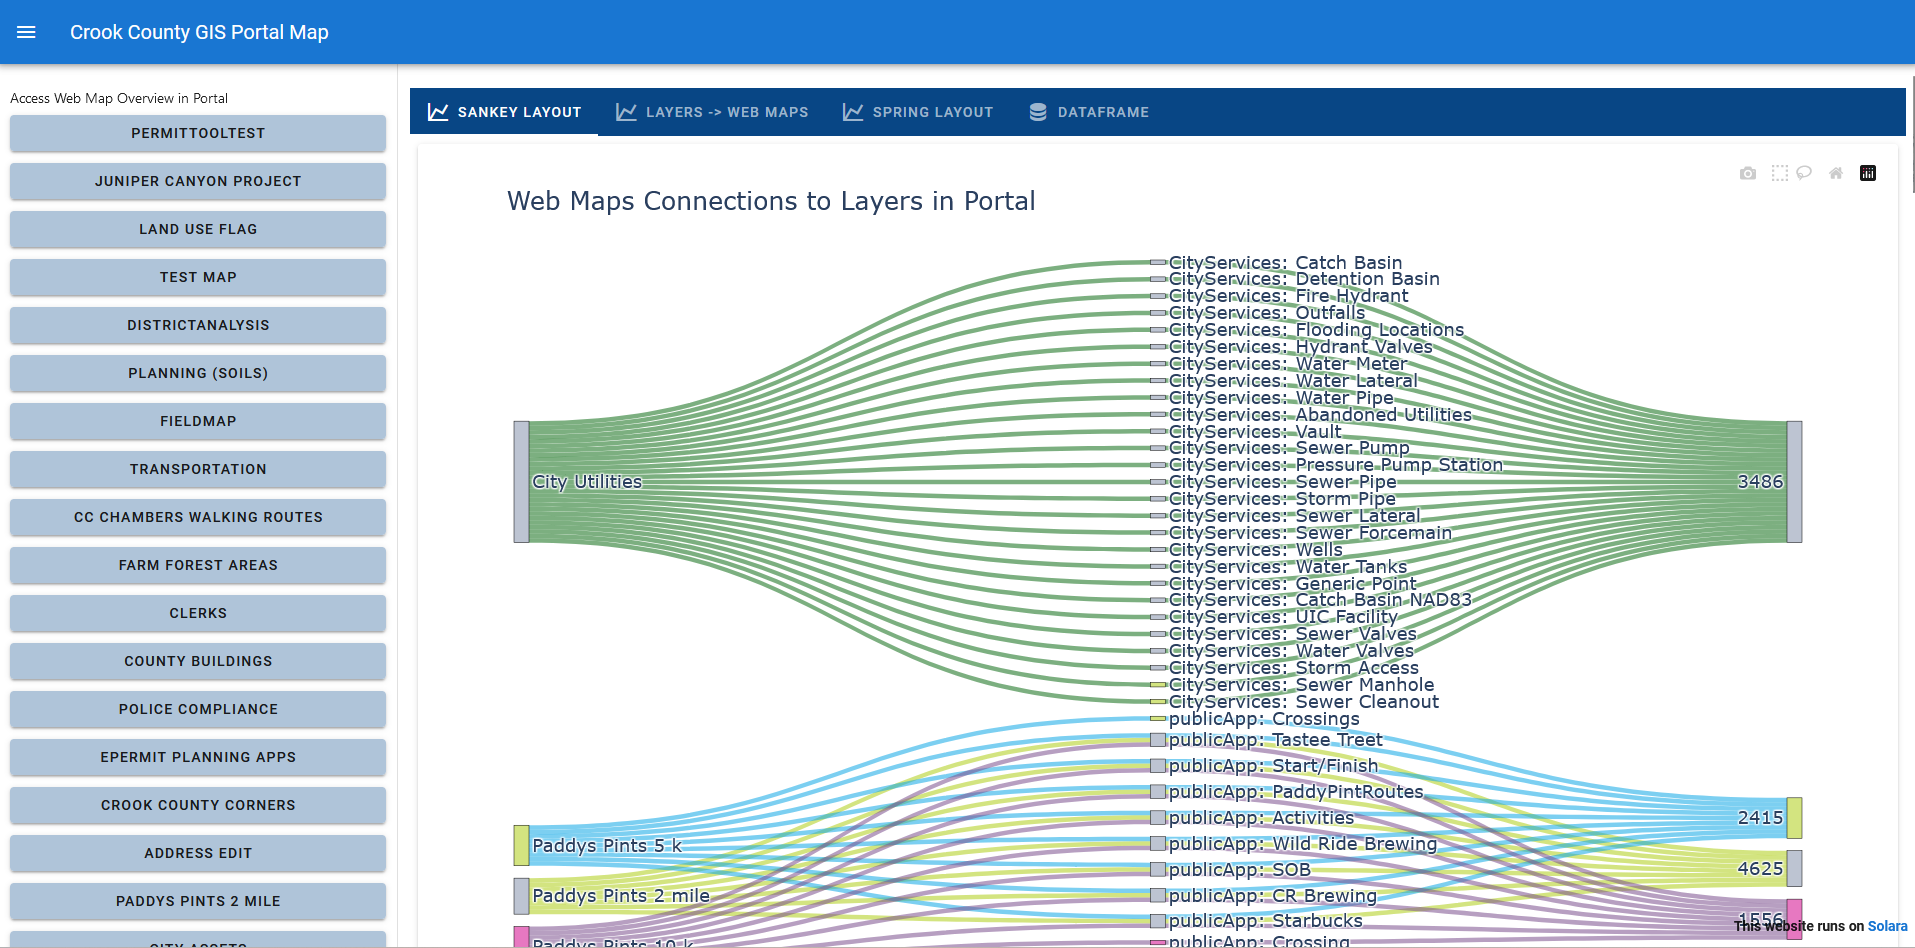 Crook County GIS Portal Map
Access Web Map Overview in Portal
PERMITTOOLTEST
JUNIPER CANYON PROJECT
LAND USE FLAG
TEST MAP
DISTRICTANALYSIS
PLANNING (SOILS)
FIELDMAP
TRANSPORTATION
CC CHAMBERS WALKING ROUTES
FARM FOREST AREAS
CLERKS
COUNTY BUILDINGS
POLICE COMPLIANCE
EPERMIT PLANNING APPS
CROOK COUNTY CORNERS
ADDRESS EDIT
PADDYS PINTS 2 MILE
CITY ASSETS
SANKEY LAYOUT
LAYERS -> WEB MAPS
SPRING LAYOUT
DATAFRAME
Web Maps Connections to Layers in Portal
City Utilities
Paddys Pints 5 k
Paddys Pints 2 mile
Paddys Pints 10 k
CityServices: Catch Basin
CityServices: Detention Basin
CityServices: Fire Hydrant
CityServices: Outfalls
CityServices: Flooding Locations
CityServices: Hydrant Valves
CityServices: Water Meter
CityServices: Water Lateral
CityServices: Water Pipe
CityServices: Abandoned Utilities
CityServices: Vault
CityServices: Sewer Pump
CityServices: Pressure Pump Station
CityServices: Sewer Pipe
CityServices: Storm Pipe
CityServices: Sewer Lateral
CityServices: Sewer Forcemain
CityServices: Wells
CityServices: Water Tanks
CityServices: Generic Point
CityServices: Catch Basin NAD83
CityServices: UIC Facility
CityServices: Sewer Valves
CityServices: Water Valves
CityServices: Storm Access
CityServices: Sewer Manhole
CityServices: Sewer Cleanout
publicApp: Crossings
publicApp: Tastee Treet
publicApp: Start/Finish
publicApp: PaddyPintRoutes
publicApp: Activities
publicApp: Wild Ride Brewing
publicApp: SOB
publicApp: CR Brewing
publicApp: Starbucks
publicApp: Crossing
3486
2415
4625
1556
This website runs on Solara